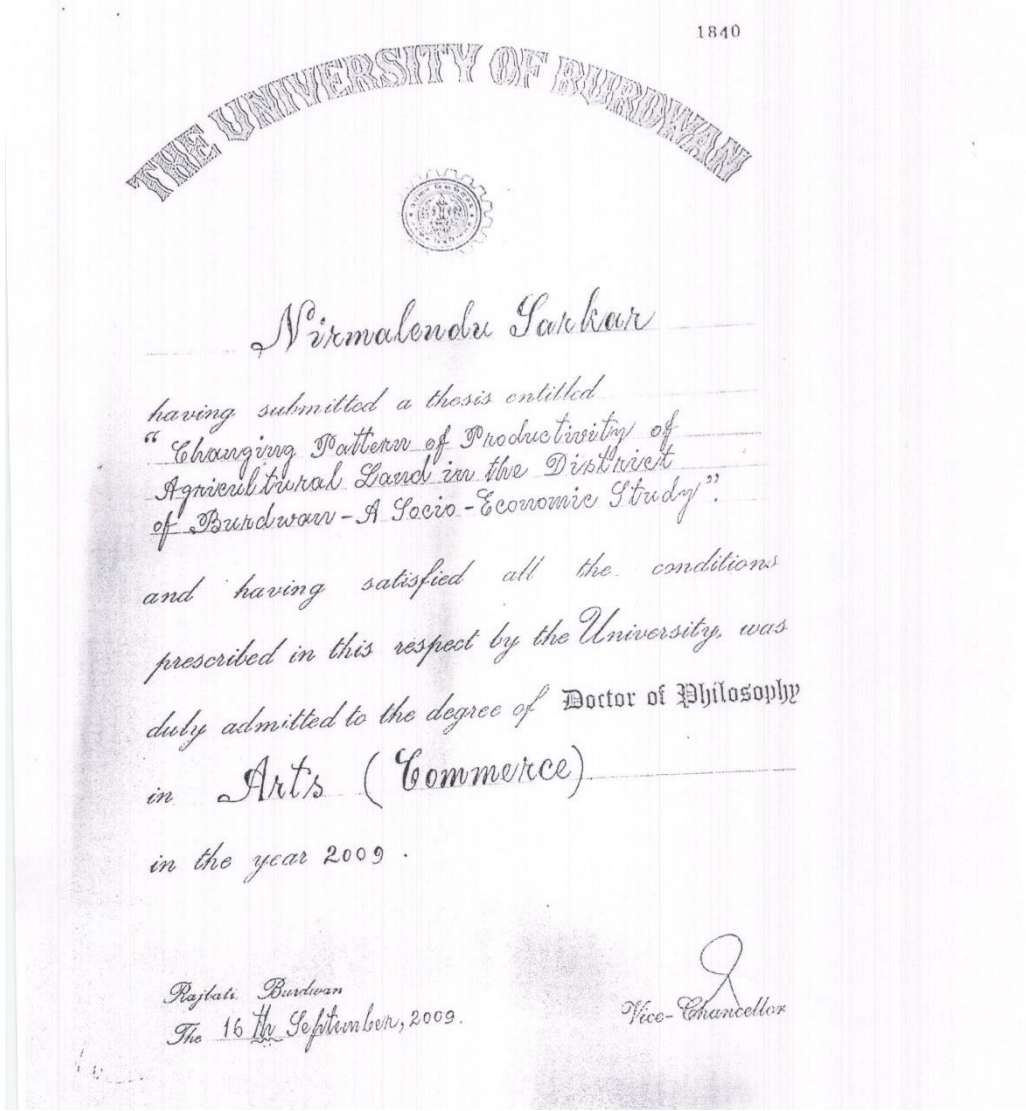 1840
THE UNIVERSITY OF BURDWAN
Nirmalendu Sarkar
having submitted a thesis entitled
“Changing Pattern of Productivity of
Agricultural Land in the District
of Burdwan-A Socio-Economic Study”.
and having satisfied all the conditions
prescribed in this respect by the University, was
duly admitted to the degree of Doctor of Philosophy
in Arts (Commerce)
in the year 2009.
Rajbati Burdwan
The 16 th September, 2009.
Vice-Chancellor